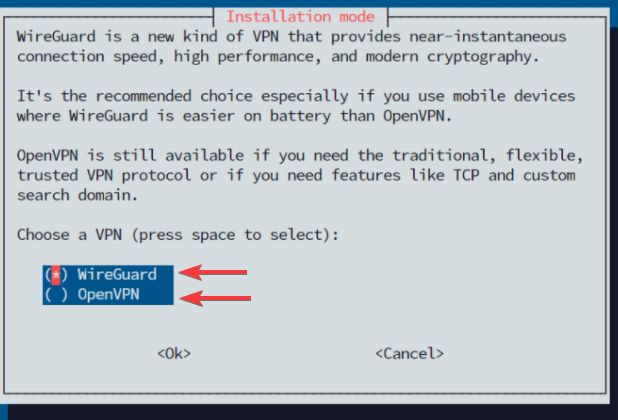 Installation mode
WireGuard is a new kind of VPN that provides near-instantaneous
connection speed, high performance, and modern cryptography.
It's the recommended choice especially if you use mobile devices
where WireGuard is easier on battery than OpenVPN.
OpenVPN is still available if you need the traditional, flexible,
trusted VPN protocol or if you need features like TCP and custom
search domain.
Choose a VPN (press space to select):
(*) WireGuard
( ) OpenVPN
<Ok> <Cancel>